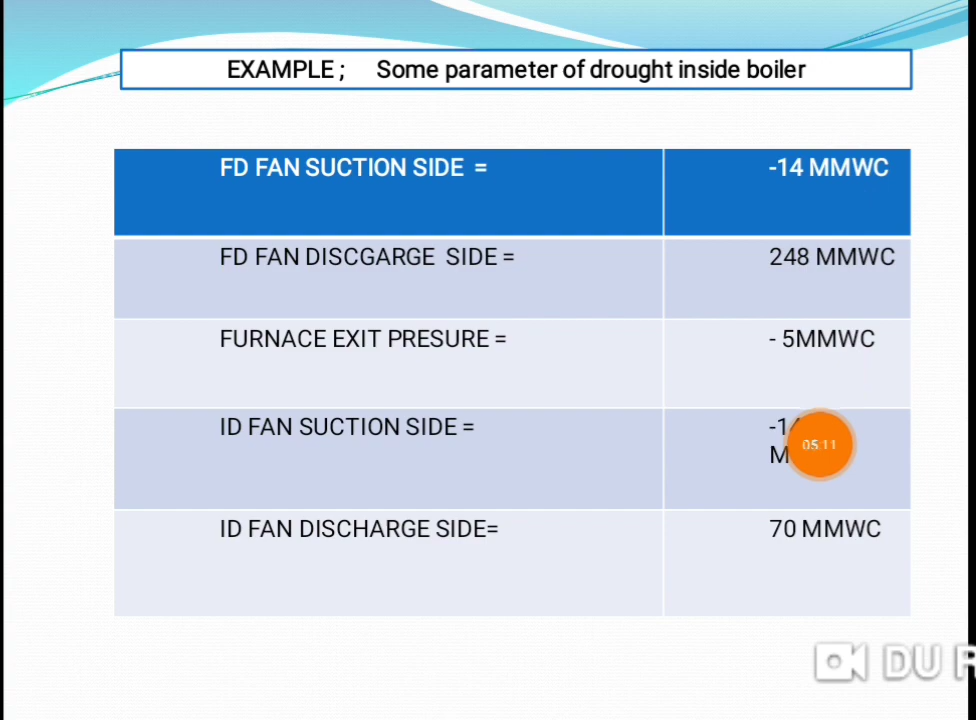 EXAMPLE ; Some parameter of drought inside boiler
FD FAN SUCTION SIDE =
-14 MMWC
FD FAN DISCGARGE SIDE =
248 MMWC
FURNACE EXIT PRESURE =
- 5MMWC
ID FAN SUCTION SIDE =
05:11
ID FAN DISCHARGE SIDE=
70 MMWC
DU